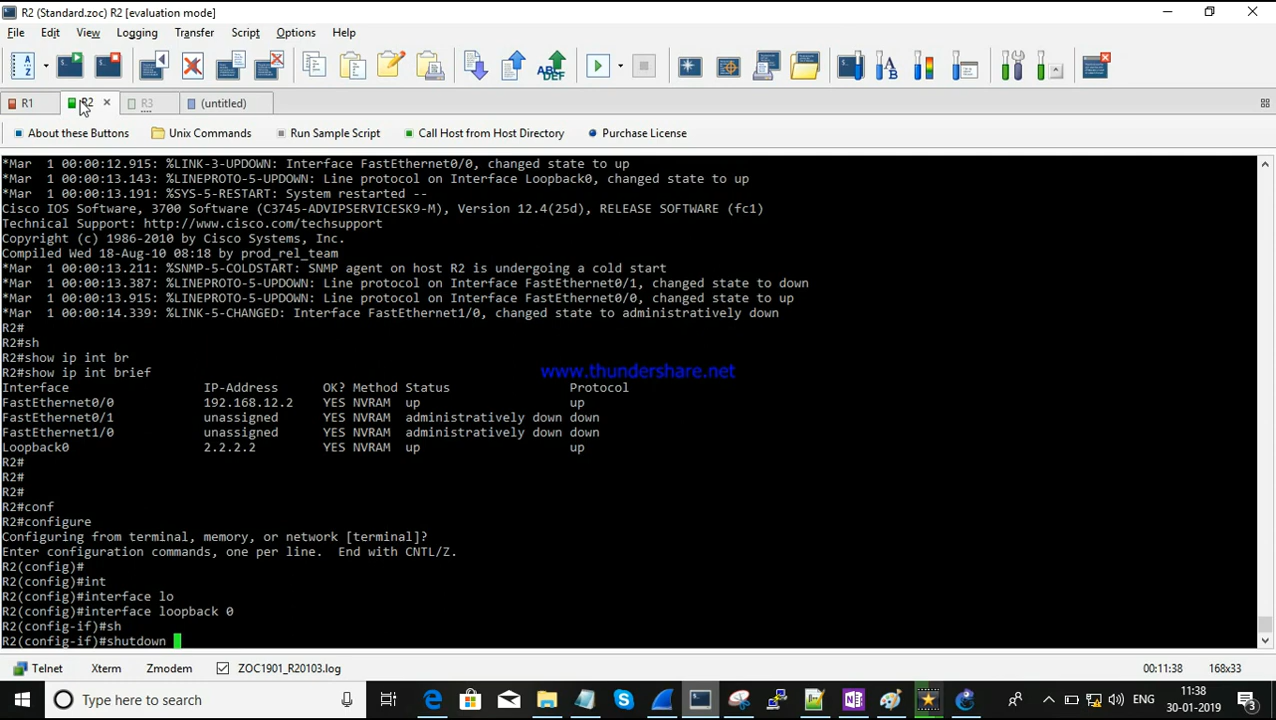 R2 (Standard.zoc) R2 [evaluation mode]
File Edit View Logging Transfer Script Options Help
R1 R2 R3 (untitled)
About these Buttons Unix Commands Run Sample Script Call Host from Host Directory Purchase License
*Mar  1 00:00:12.915: %LINK-3-UPDOWN: Interface FastEthernet0/0, changed state to up
*Mar  1 00:00:13.143: %LINEPROTO-5-UPDOWN: Line protocol on Interface Loopback0, changed state to up
*Mar  1 00:00:13.191: %SYS-5-RESTART: System restarted --
Cisco IOS Software, 3700 Software (C3745-ADVIPSERVICESK9-M), Version 12.4(25d), RELEASE SOFTWARE (fc1)
Technical Support: http://www.cisco.com/techsupport
Copyright (c) 1986-2010 by Cisco Systems, Inc.
Compiled Wed 18-Aug-10 08:18 by prod_rel_team
*Mar  1 00:00:13.211: %SNMP-5-COLDSTART: SNMP agent on host R2 is undergoing a cold start
*Mar  1 00:00:13.387: %LINEPROTO-5-UPDOWN: Line protocol on Interface FastEthernet0/1, changed state to down
*Mar  1 00:00:13.915: %LINEPROTO-5-UPDOWN: Line protocol on Interface FastEthernet0/0, changed state to up
*Mar  1 00:00:14.339: %LINK-5-CHANGED: Interface FastEthernet1/0, changed state to administratively down
R2#
R2#sh
R2#show ip int br
R2#show ip int brief
www.thundershare.net
Interface IP-Address OK? Method Status Protocol
FastEthernet0/0 192.168.12.2 YES NVRAM up up
FastEthernet0/1 unassigned YES NVRAM administratively down down
FastEthernet1/0 unassigned YES NVRAM administratively down down
Loopback0 2.2.2.2 YES NVRAM up up
R2#
R2#
R2#
R2#conf
R2#configure
Configuring from terminal, memory, or network [terminal]?
Enter configuration commands, one per line.  End with CNTL/Z.
R2(config)#
R2(config)#int
R2(config)#interface lo
R2(config)#interface loopback 0
R2(config-if)#sh
R2(config-if)#shutdown
Telnet Xterm Zmodem ZOC1901_R20103.log 00:11:38 168x33
Type here to search ENG 11:38 30-01-2019 3